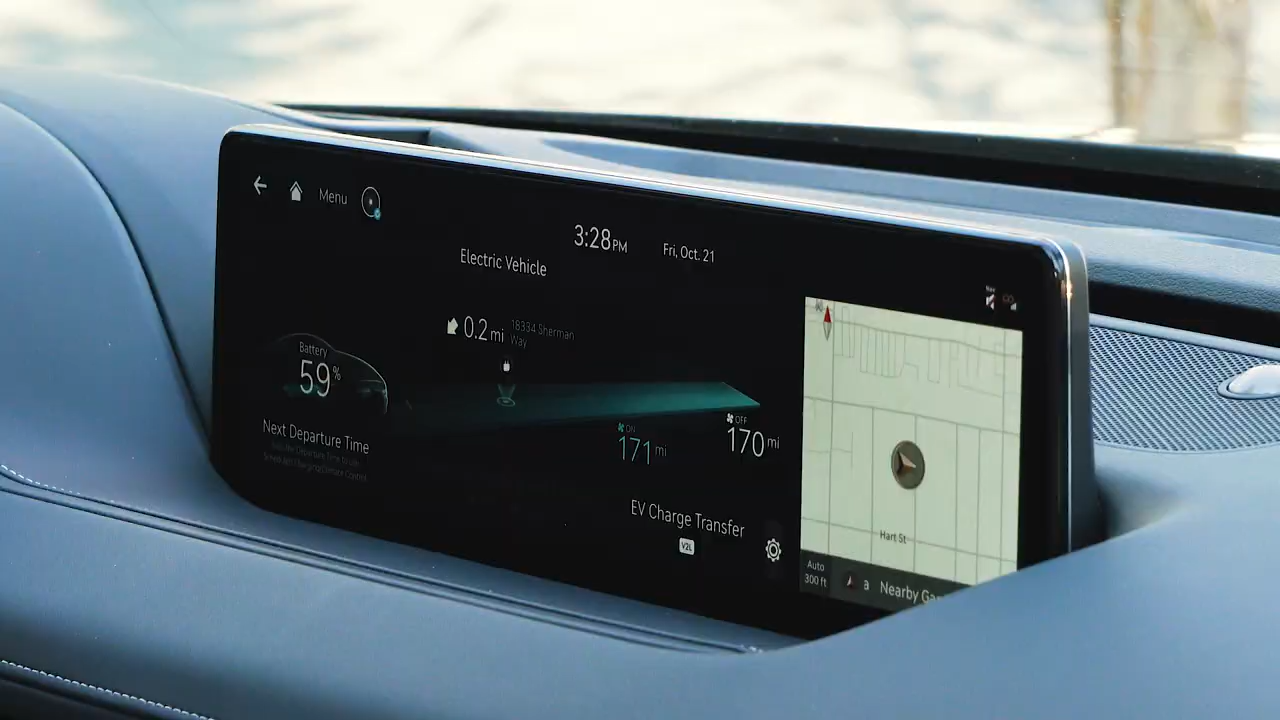 Menu
3:28PM
Fri, Oct. 21
Electric Vehicle
0.2 mi
18334 Sherman
Way
Battery
59%
Next Departure Time
ON
171 mi
OFF
170 mi
EV Charge Transfer
V2L
Hart St
Auto
300 ft
a
Nearby Ga